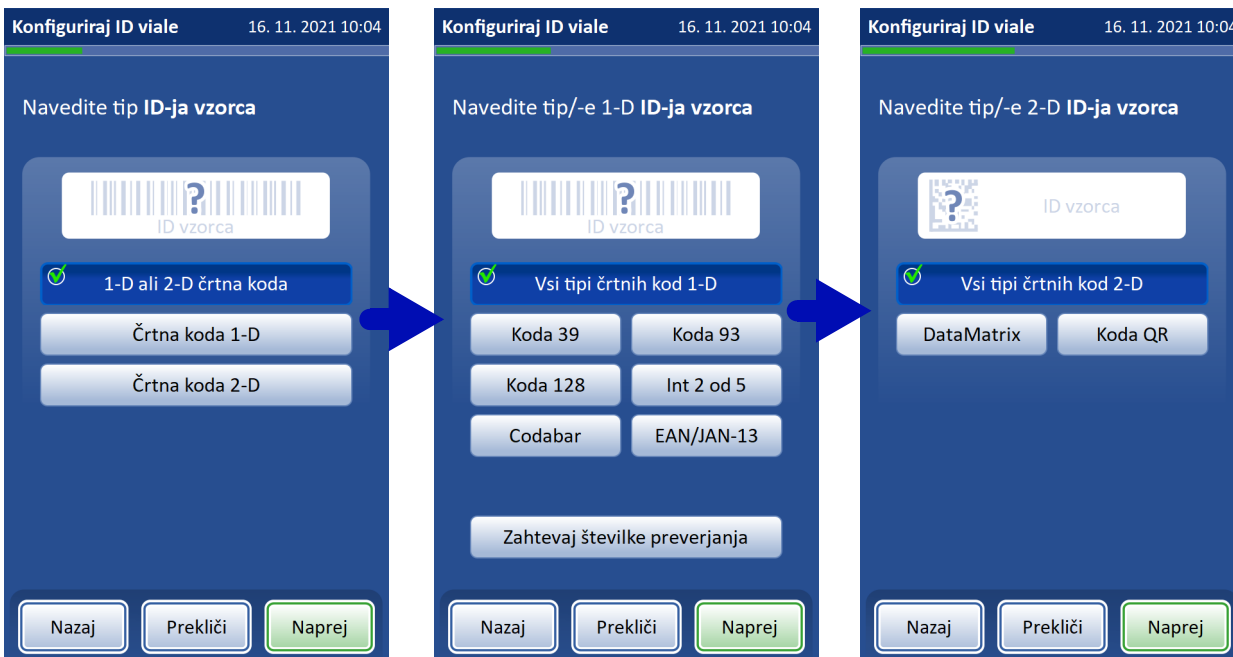 Konfiguriraj ID viale 16. 11. 2021 10:04
Navedite tip ID-ja vzorca
?
ID vzorca
1-D ali 2-D črtna koda
Črtna koda 1-D
Črtna koda 2-D
Nazaj Prekliči Naprej
Konfiguriraj ID viale 16. 11. 2021 10:04
Navedite tip/-e 1-D ID-ja vzorca
?
ID vzorca
Vsi tipi črtnih kod 1-D
Koda 39 Koda 93
Koda 128 Int 2 od 5
Codabar EAN/JAN-13
Zahtevaj številke preverjanja
Nazaj Prekliči Naprej
Konfiguriraj ID viale 16. 11. 2021 10:04
Navedite tip/-e 2-D ID-ja vzorca
? ID vzorca
Vsi tipi črtnih kod 2-D
DataMatrix Koda QR
Nazaj Prekliči Naprej